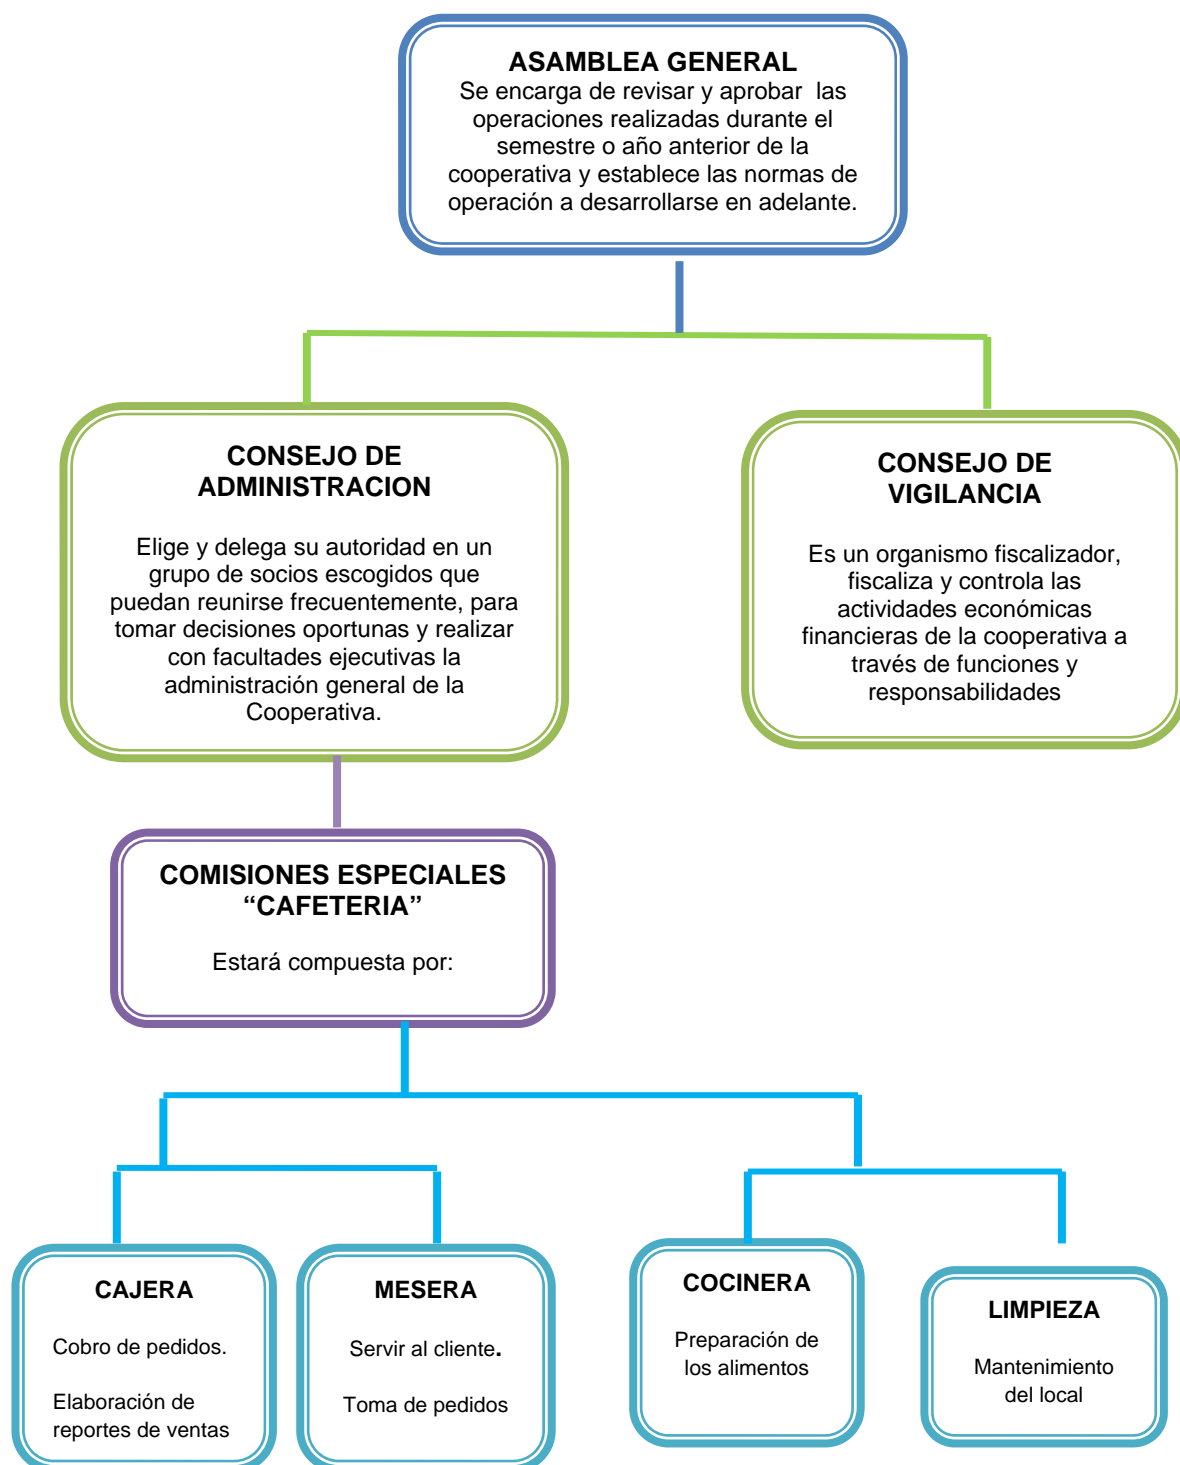 ASAMBLEA GENERAL
Se encarga de revisar y aprobar las
operaciones realizadas durante el
semestre o año anterior de la
cooperativa y establece las normas de
operación a desarrollarse en adelante.
CONSEJO DE
ADMINISTRACION
Elige y delega su autoridad en un
grupo de socios escogidos que
puedan reunirse frecuentemente, para
tomar decisiones oportunas y realizar
con facultades ejecutivas la
administración general de la
Cooperativa.
CONSEJO DE
VIGILANCIA
Es un organismo fiscalizador,
fiscaliza y controla las
actividades económicas
financieras de la cooperativa a
través de funciones y
responsabilidades
COMISIONES ESPECIALES
“CAFETERIA”
Estará compuesta por:
CAJERA
Cobro de pedidos.
Elaboración de
reportes de ventas
MESERA
Servir al cliente.
Toma de pedidos
COCINERA
Preparación de
los alimentos
LIMPIEZA
Mantenimiento
del local